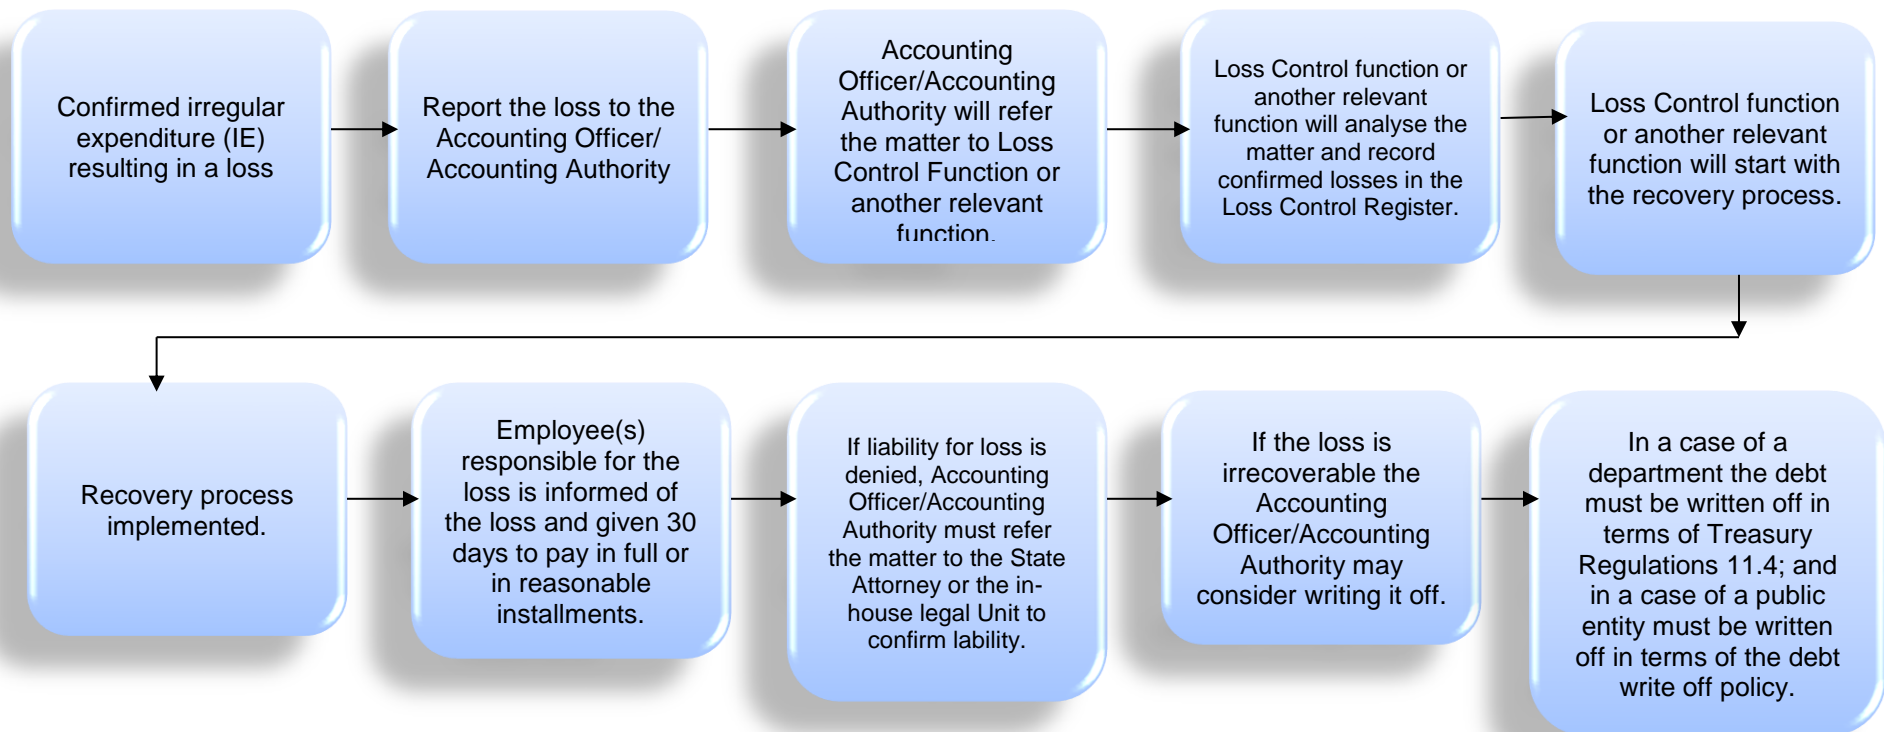 Confirmed irregular
expenditure (IE)
resulting in a loss
Report the loss to the
Accounting Officer/
Accounting Authority
Accounting
Officer/Accounting
Authority will refer
the matter to Loss
Control Function or
another relevant
function.
Loss Control function or
another relevant
function will analyse the
matter and record
confirmed losses in the
Loss Control Register.
Loss Control function
or another relevant
function will start with
the recovery process.
Recovery process
implemented.
Employee(s)
responsible for the
loss is informed of
the loss and given 30
days to pay in full or
in reasonable
installments.
If liability for loss is
denied, Accounting
Officer/Accounting
Authority must refer
the matter to the State
Attorney or the in-
house legal Unit to
confirm lability.
If the loss is
irrecoverable the
Accounting
Officer/Accounting
Authority may
consider writing it off.
In a case of a
department the debt
must be written off in
terms of Treasury
Regulations 11.4; and
in a case of a public
entity must be written
off in terms of the debt
write off policy.